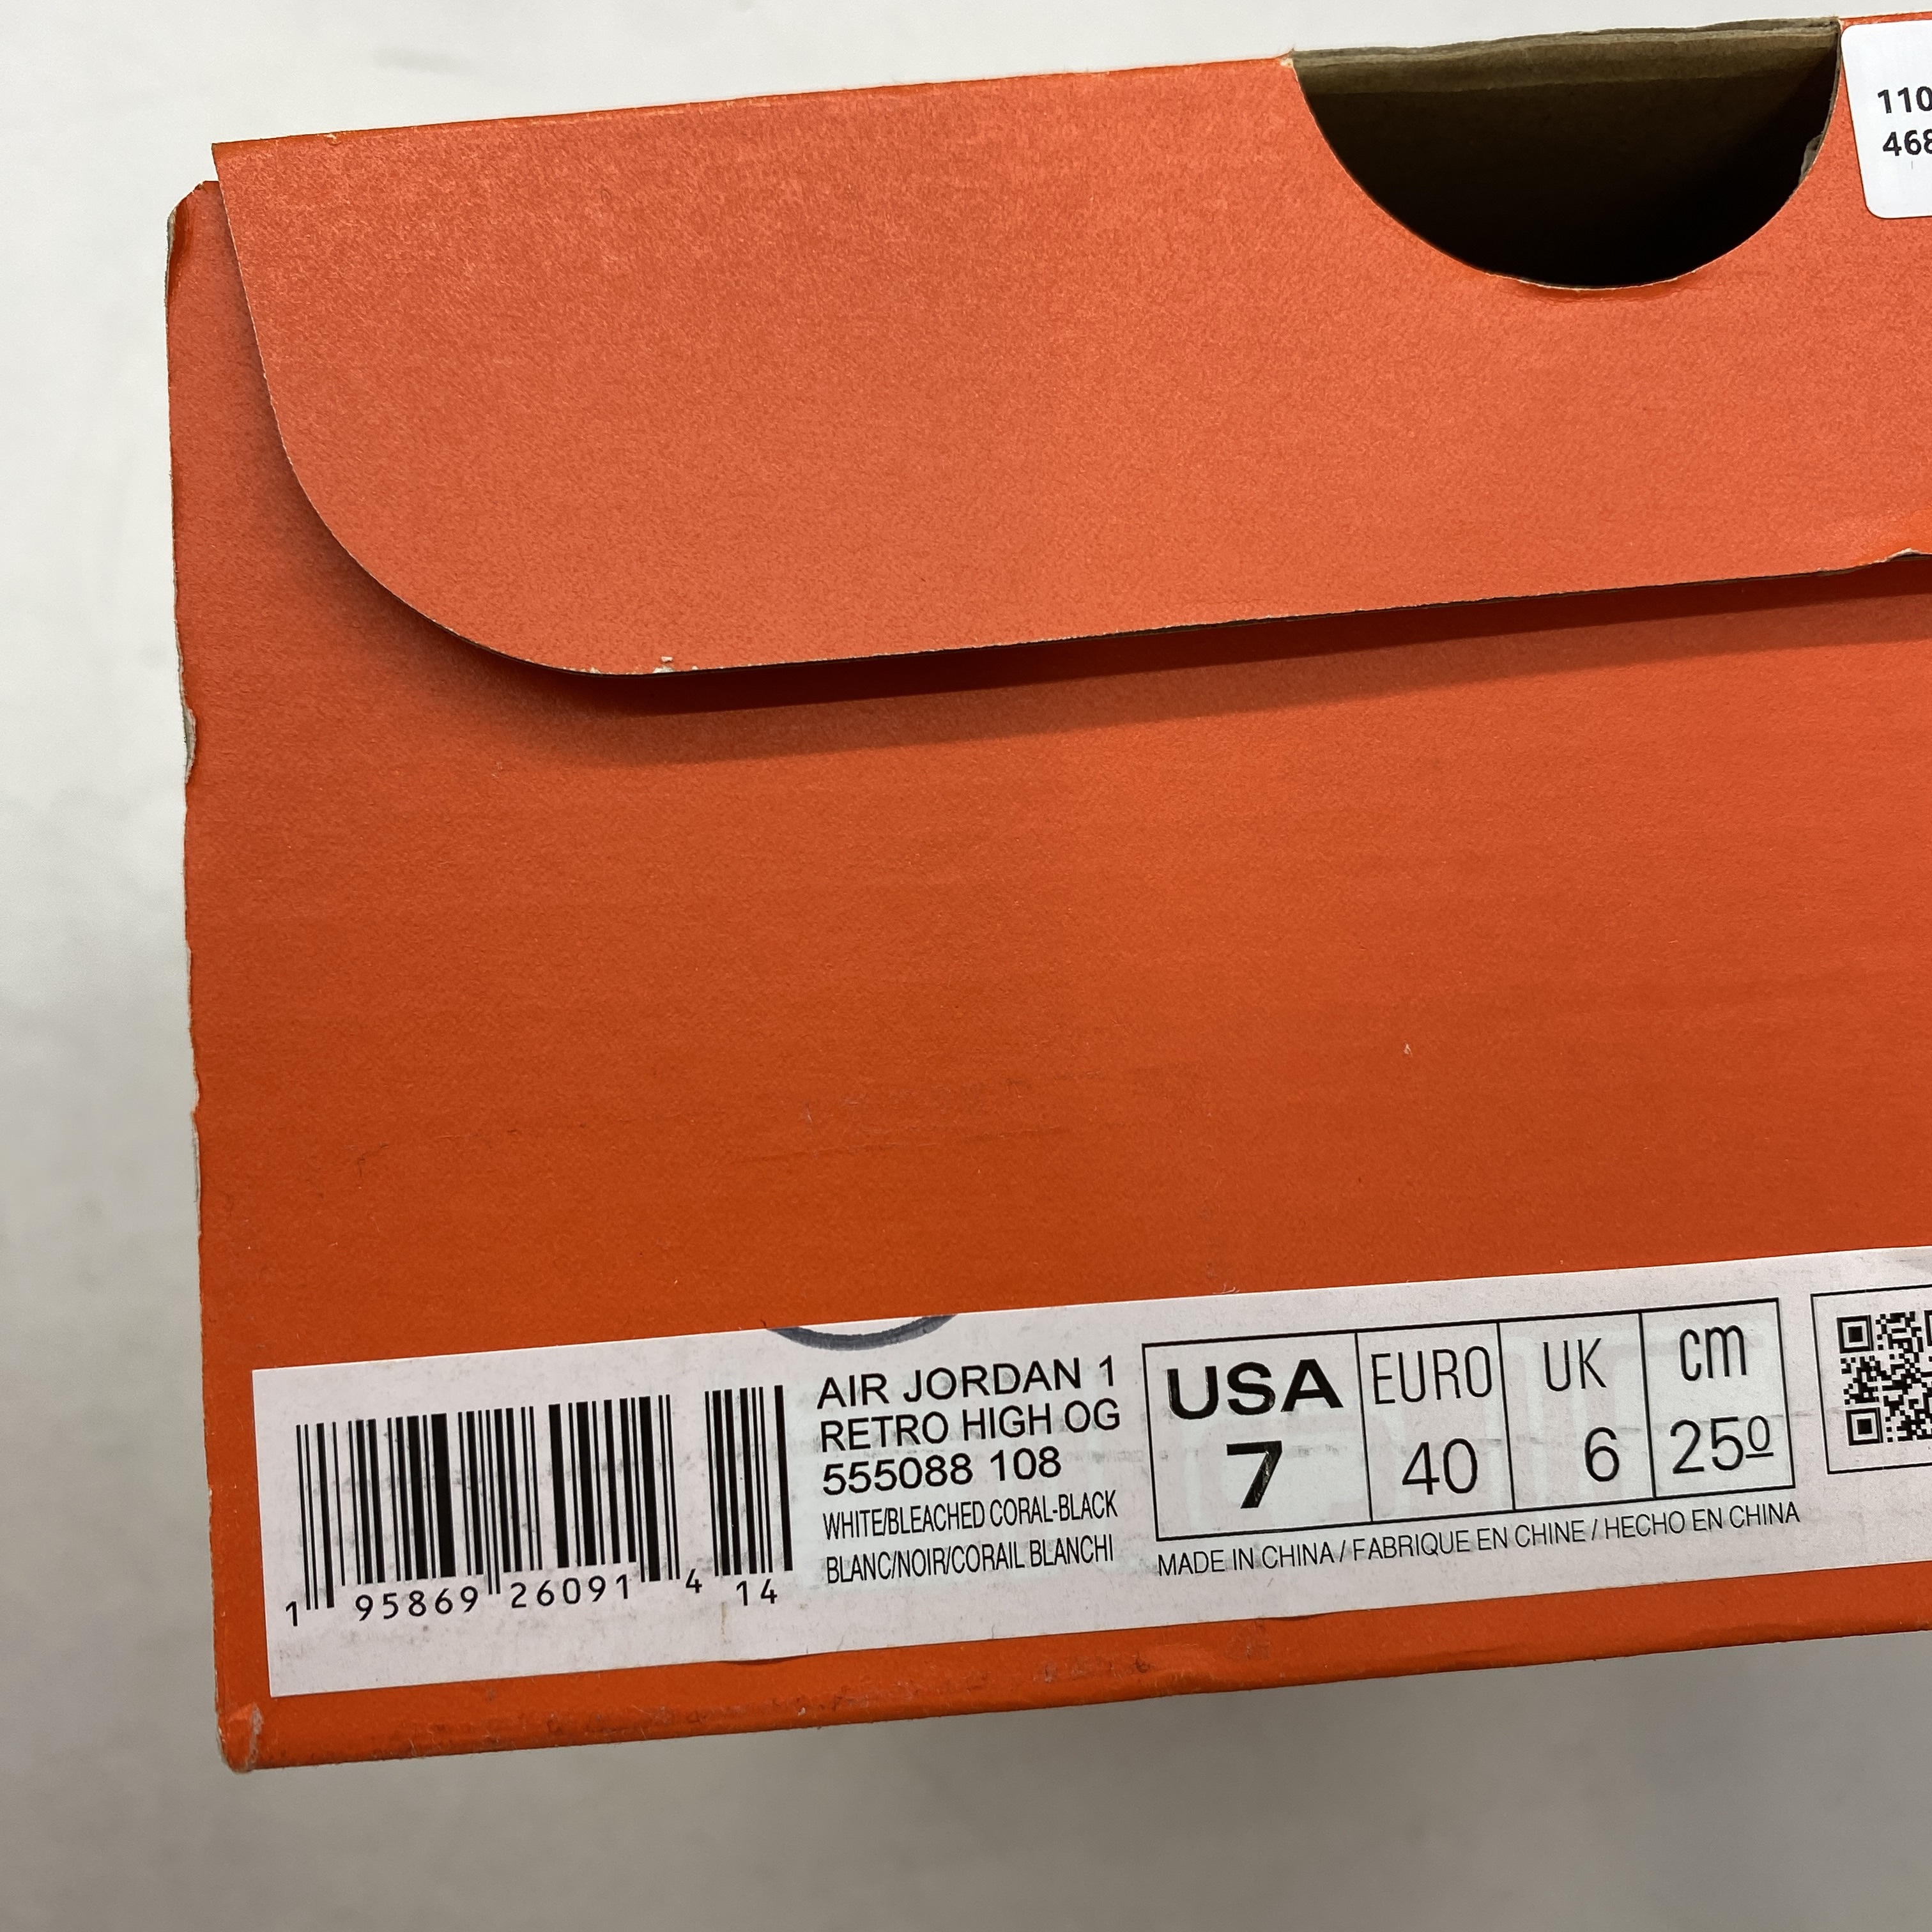 110
468
AIR JORDAN 1
RETRO HIGH OG
555088 108
WHITE/BLEACHED CORAL-BLACK
BLANC/NOIR/CORAIL BLANCHI
1 95869 26091 4 14
USA EURO UK cm
7 40 6 250
MADE IN CHINA / FABRIQUE EN CHINE / HECHO EN CHINA